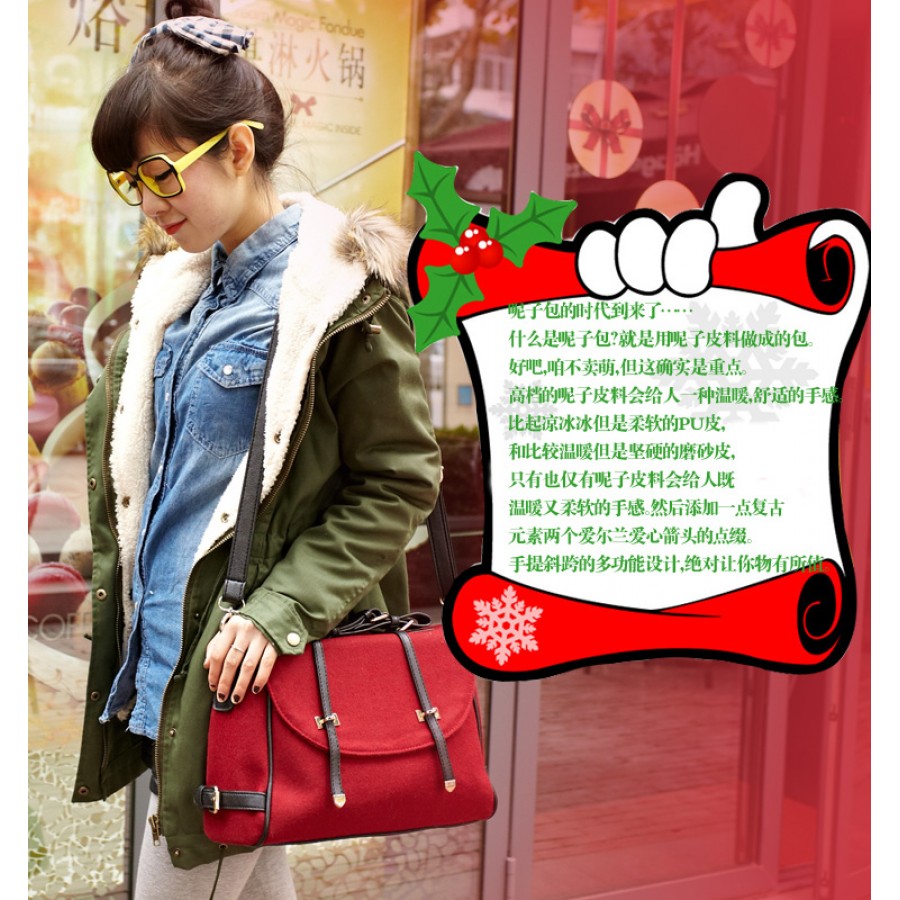 Magic Fondue
淋火锅
MAGIC INSIDE
呢子包的时代到来了……
什么是呢子包?就是用呢子皮料做成的包。
好吧,咱不卖萌,但这确实是重点。
高档的呢子皮料会给人一种温暖,舒适的手感。
比起凉冰冰但是柔软的PU皮,
和比较温暖但是坚硬的磨砂皮,
只有也仅有呢子皮料会给人既
温暖又柔软的手感。然后添加一点复古
元素两个爱尔兰爱心箭头的点缀。
手提斜跨的多功能设计,绝对让你物有所值